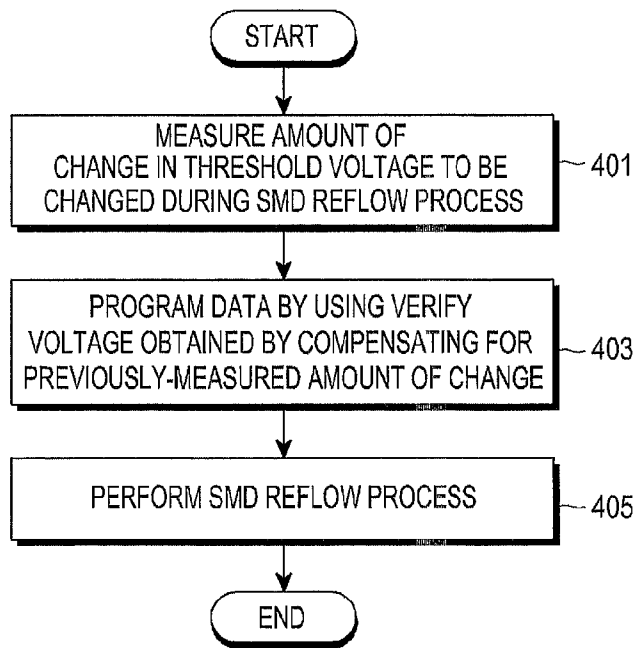 START
MEASURE AMOUNT OF
CHANGE IN THRESHOLD VOLTAGE TO BE
CHANGED DURING SMD REFLOW PROCESS
401
PROGRAM DATA BY USING VERIFY
VOLTAGE OBTAINED BY COMPENSATING FOR
PREVIOUSLY-MEASURED AMOUNT OF CHANGE
403
PERFORM SMD REFLOW PROCESS
405
END